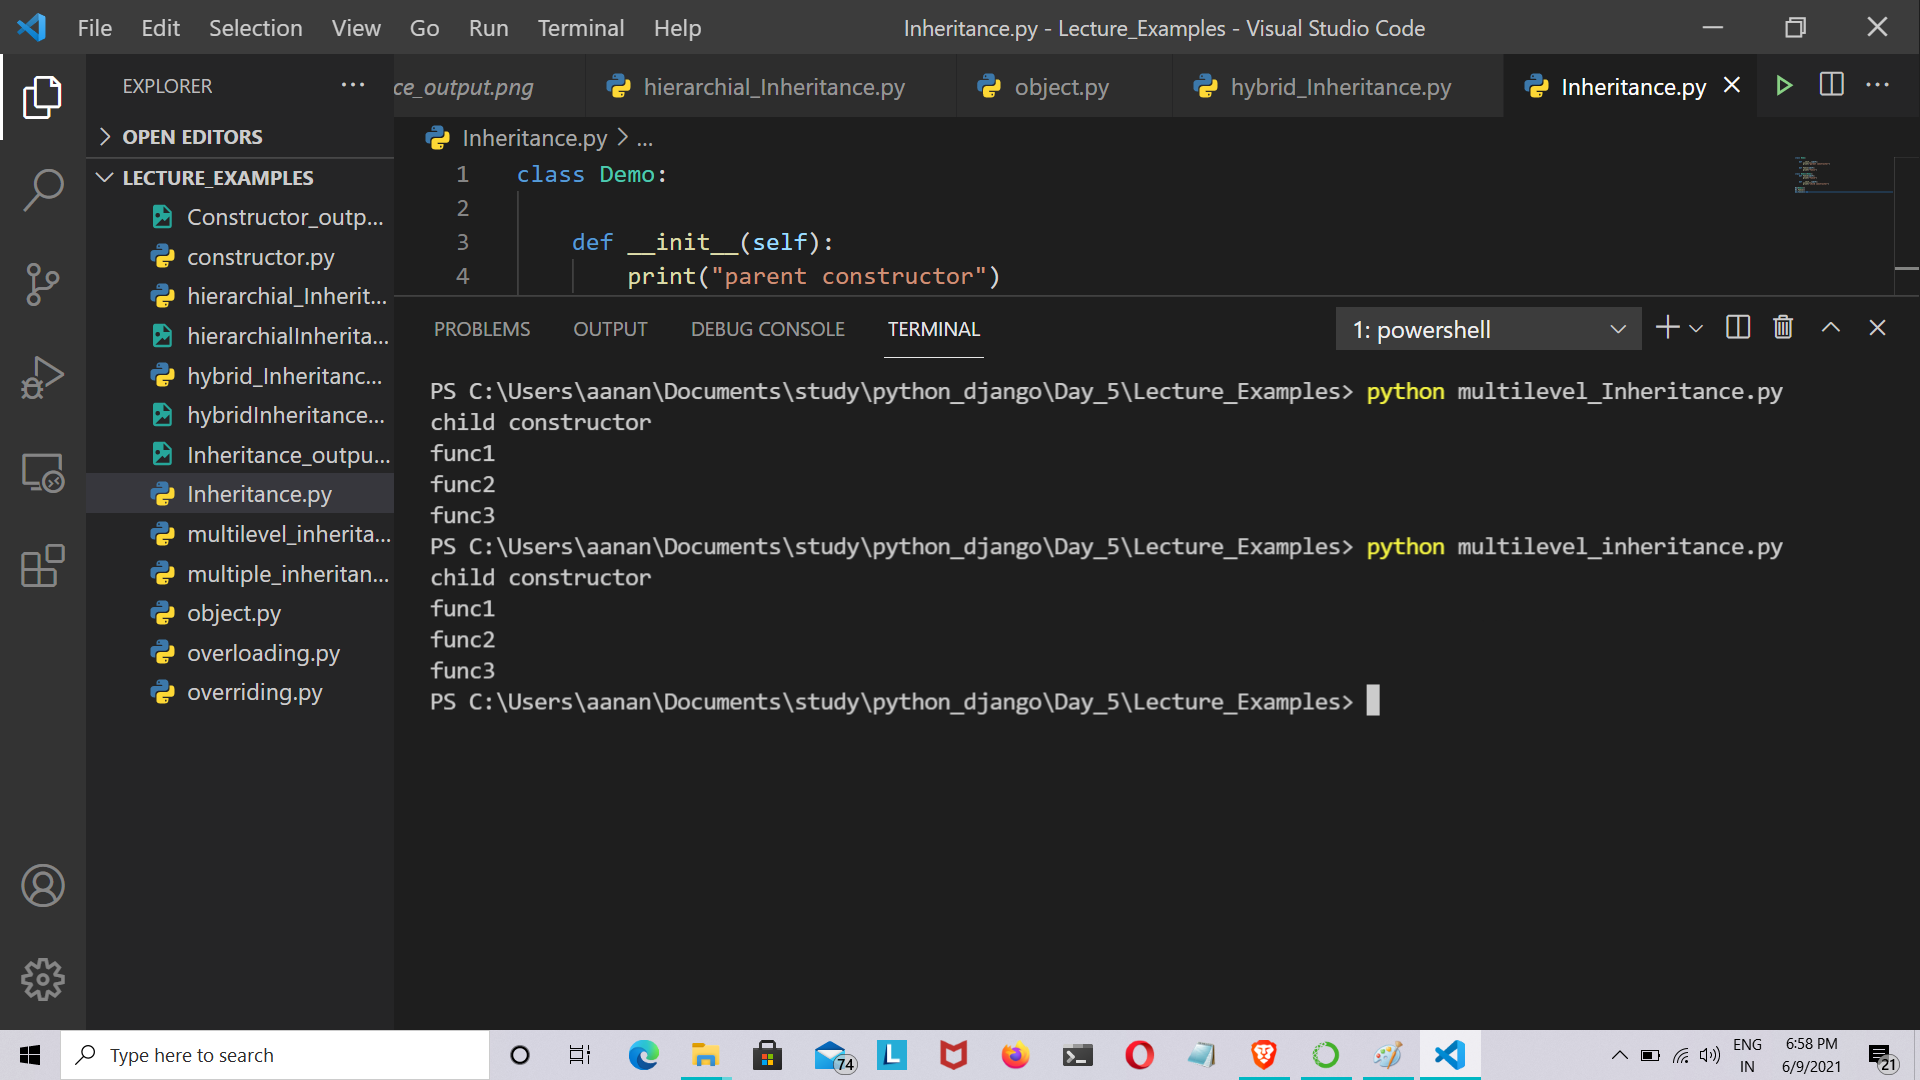 File Edit Selection View Go Run Terminal Help Inheritance.py - Lecture_Examples - Visual Studio Code
EXPLORER
ce_output.png hierarchial_Inheritance.py object.py hybrid_Inheritance.py Inheritance.py
OPEN EDITORS
LECTURE_EXAMPLES
Constructor_outp...
constructor.py
hierarchial_Inherit...
hierarchialInherita...
hybrid_Inheritanc...
hybridInheritance...
Inheritance_outpu...
Inheritance.py
multilevel_inherita...
multiple_inheritan...
object.py
overloading.py
overriding.py
Inheritance.py > ...
1 class Demo:
2
3 def __init__(self):
4 print("parent constructor")
PROBLEMS OUTPUT DEBUG CONSOLE TERMINAL 1: powershell
PS C:\Users\aanan\Documents\study\python_django\Day_5\Lecture_Examples> python multilevel_Inheritance.py
child constructor
func1
func2
func3
PS C:\Users\aanan\Documents\study\python_django\Day_5\Lecture_Examples> python multilevel_inheritance.py
child constructor
func1
func2
func3
PS C:\Users\aanan\Documents\study\python_django\Day_5\Lecture_Examples>
Type here to search
74
L
ENG
IN
6:58 PM
6/9/2021
21